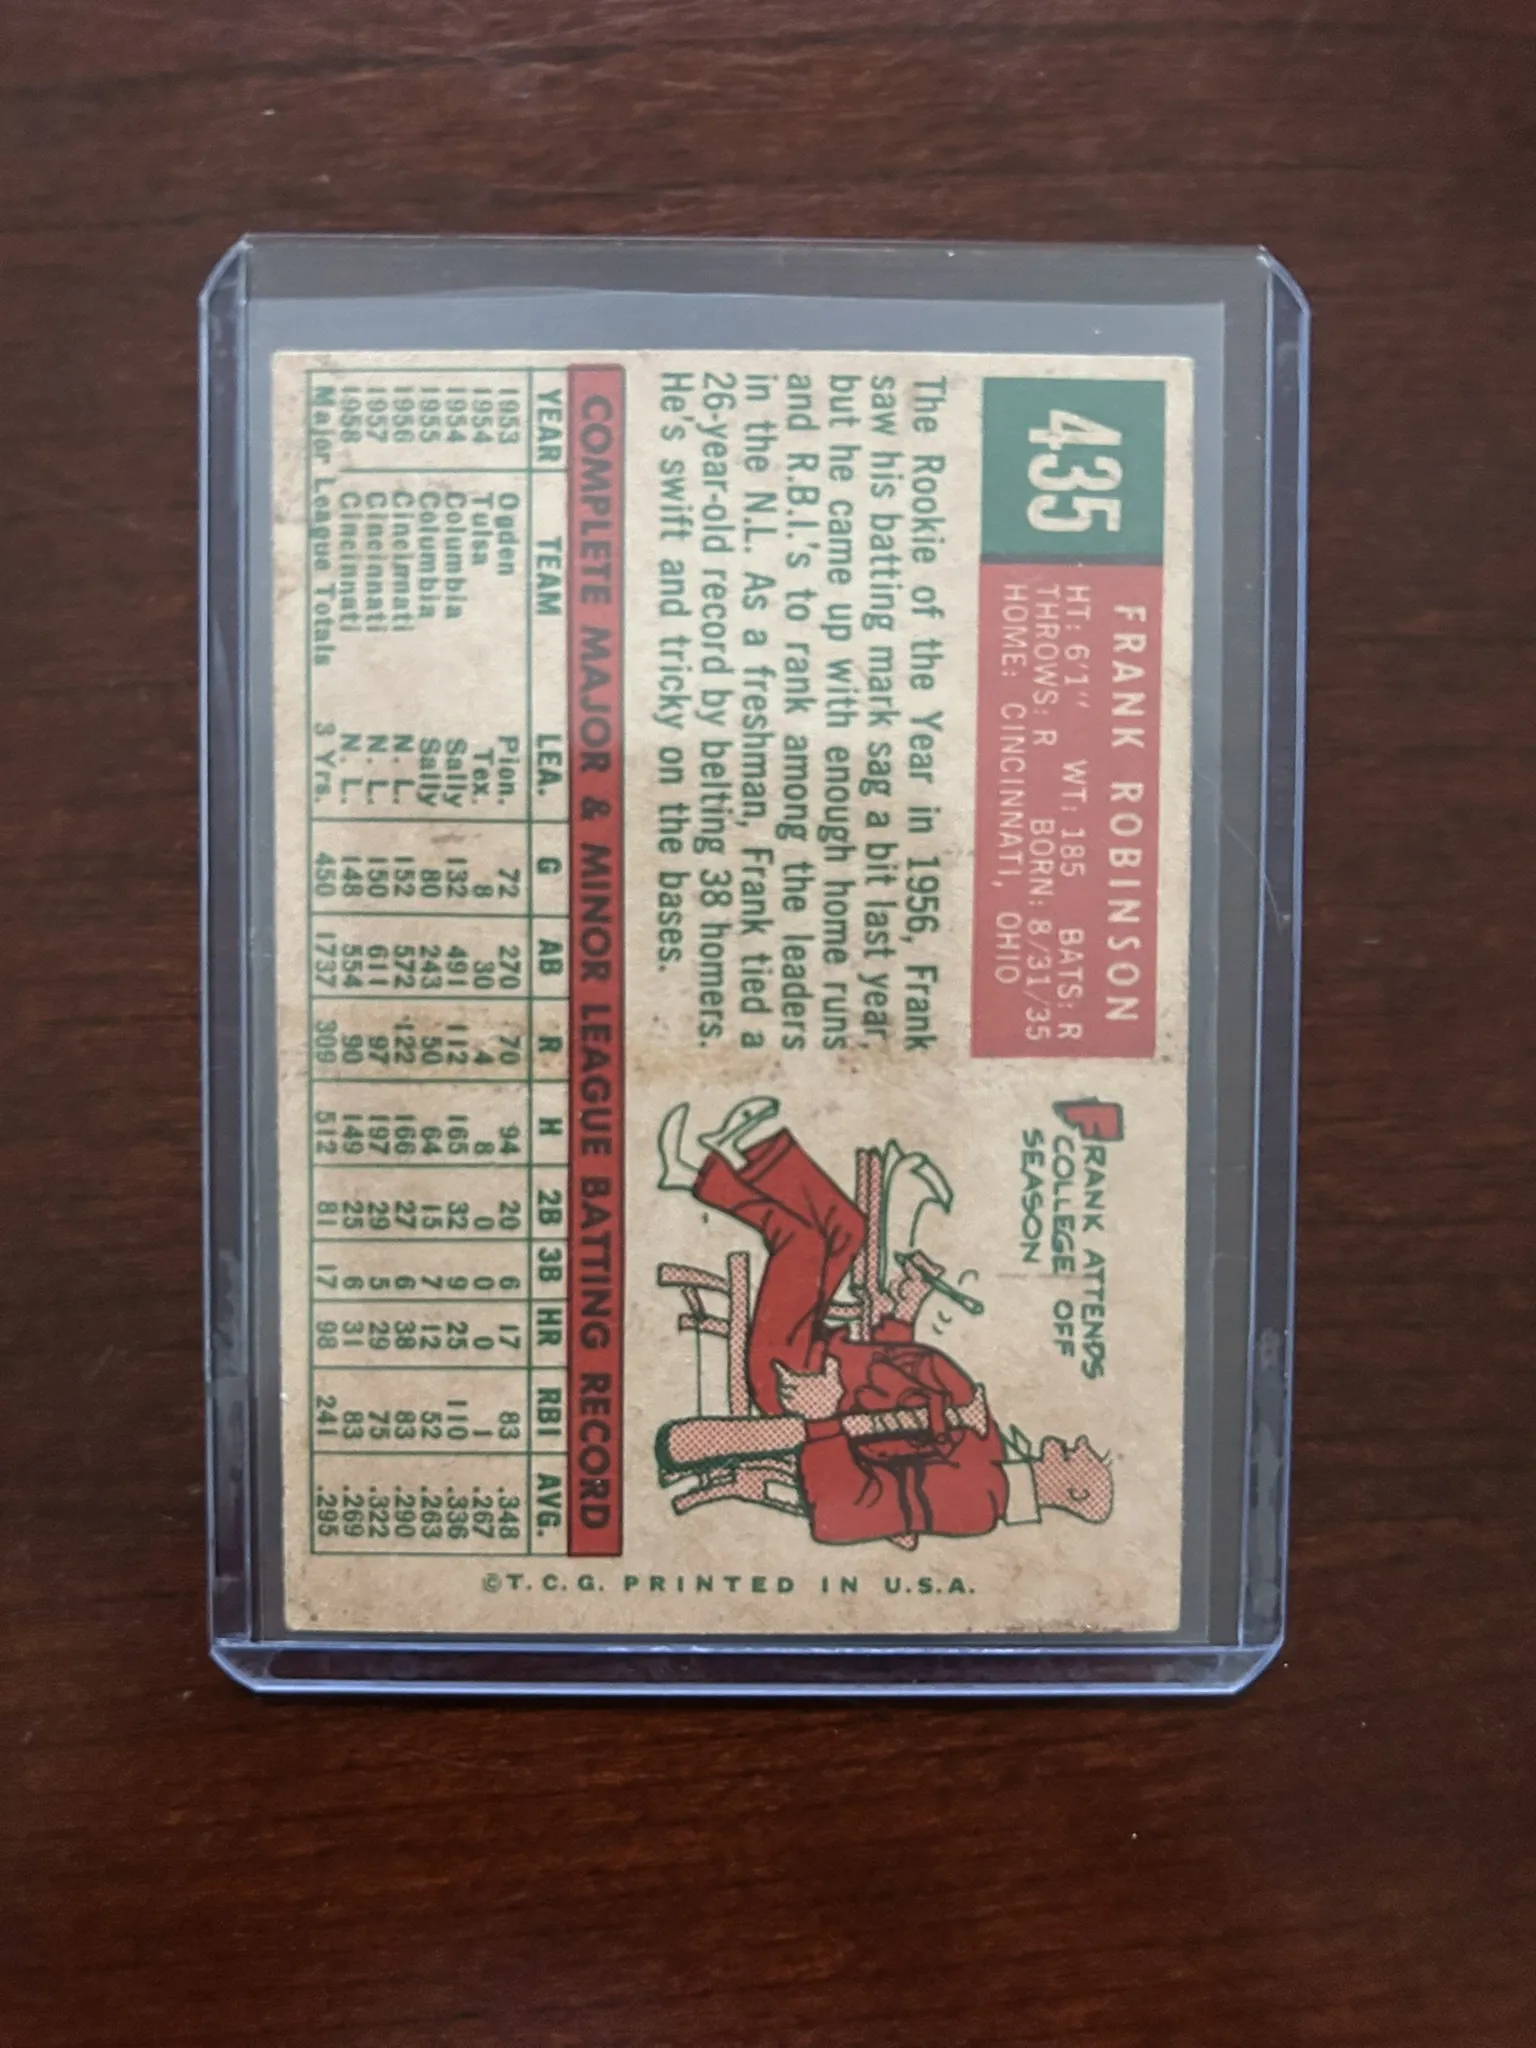 435
FRANK ROBINSON
HT: 6'1" WT: 185 BATS: R
THROWS: R BORN: 8/31/35
HOME: CINCINNATI, OHIO
The Rookie of the Year in 1956, Frank
saw his batting mark sag a bit last year,
but he came up with enough home runs
and R.B.I.'s to rank among the leaders
in the N.L. As a freshman, Frank tied a
26-year-old record by belting 38 homers.
He's swift and tricky on the bases.
FRANK ATTENDS
COLLEGE OFF
SEASON
COMPLETE MAJOR & MINOR LEAGUE BATTING RECORD
YEAR TEAM LEA. G AB R H 2B 3B HR RBI AVG.
1953 Ogden Pion. 72 270 70 94 20 6 17 83 .348
1954 Tulsa Tex. 8 30 4 8 0 0 0 1 .267
1954 Columbia Sally 132 491 112 165 32 9 25 110 .336
1955 Columbia Sally 80 243 50 64 15 7 12 52 .263
1956 Cincinnati N. L. 152 572 122 166 27 6 38 83 .290
1957 Cincinnati N. L. 150 611 97 197 29 5 29 75 .322
1958 Cincinnati N. L. 148 554 90 149 25 6 31 83 .269
Major League Totals 3 Yrs. 450 1737 309 512 81 17 98 241 .295
©T.C.G. PRINTED IN U.S.A.